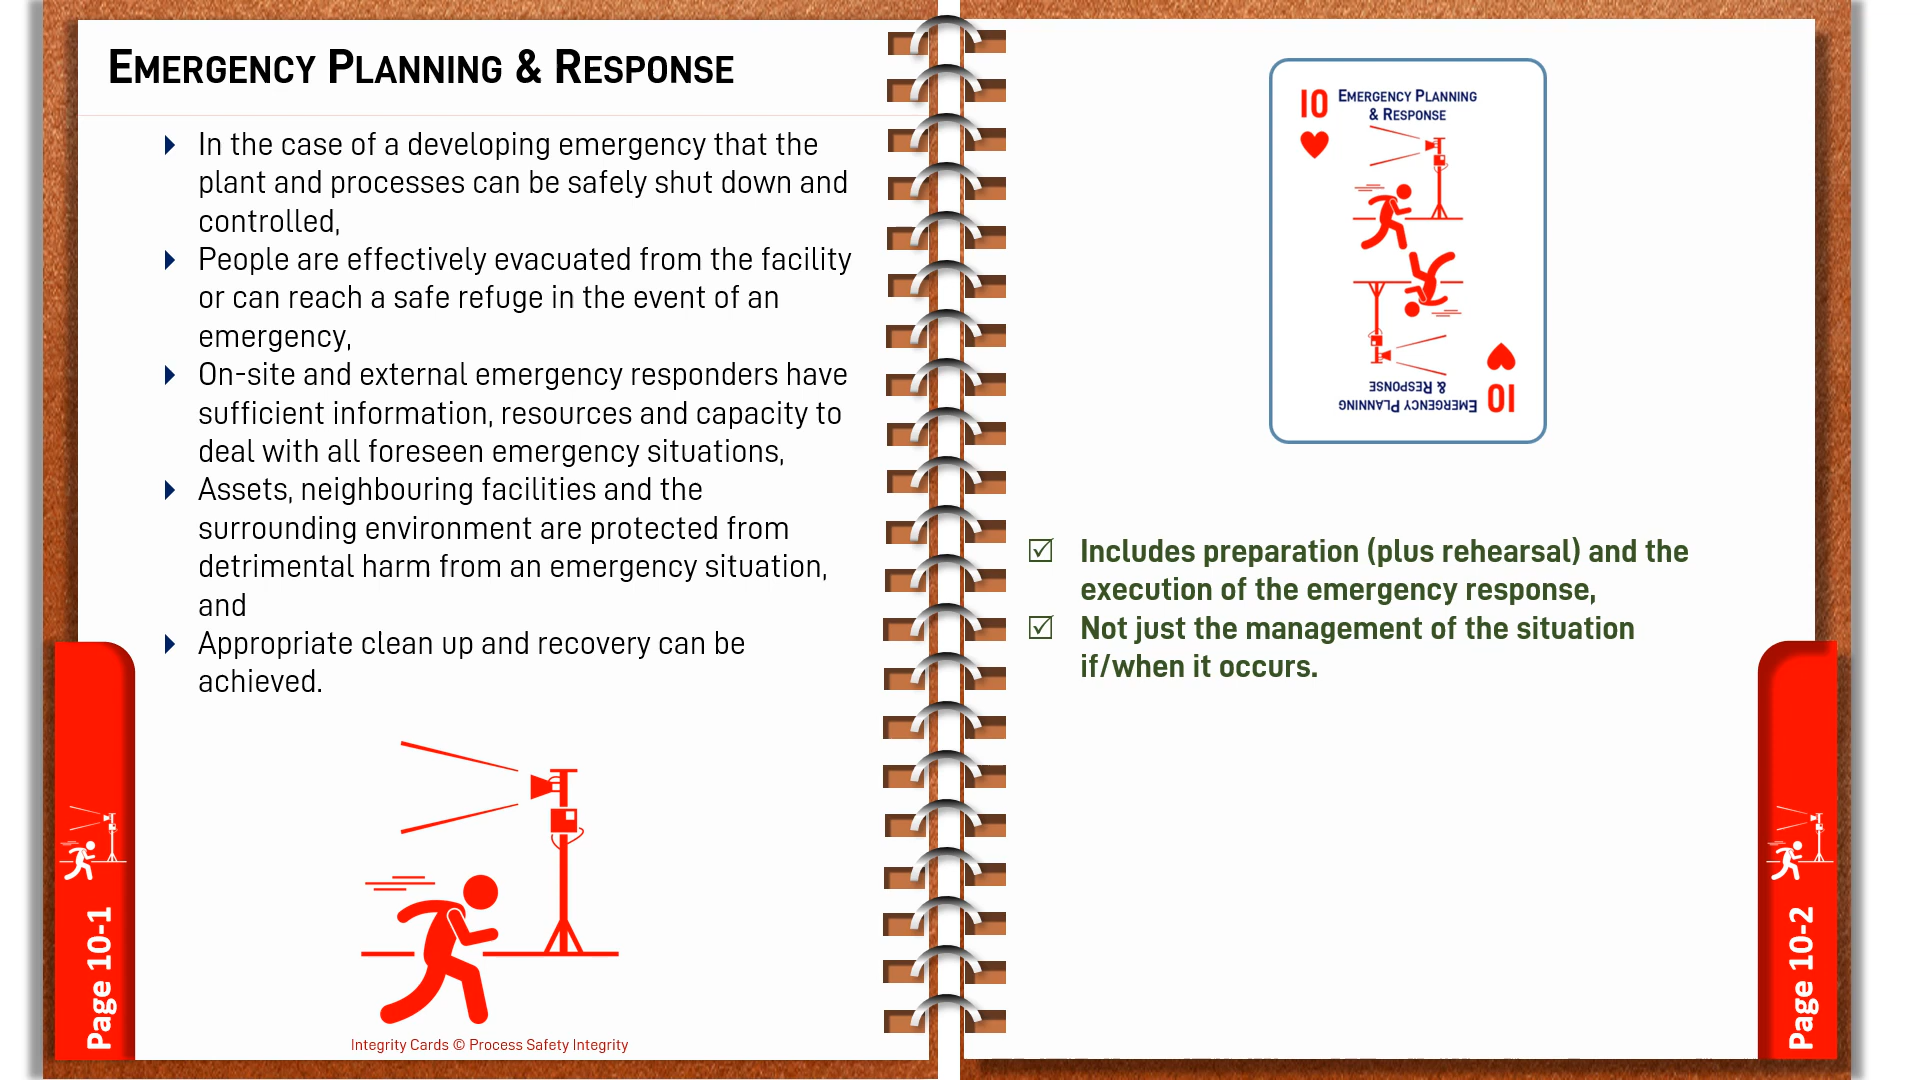 EMERGENCY PLANNING & RESPONSE
In the case of a developing emergency that the
plant and processes can be safely shut down and
controlled,
People are effectively evacuated from the facility
or can reach a safe refuge in the event of an
emergency,
On-site and external emergency responders have
sufficient information, resources and capacity to
deal with all foreseen emergency situations,
Assets, neighbouring facilities and the
surrounding environment are protected from
detrimental harm from an emergency situation,
and
Appropriate clean up and recovery can be
achieved.
Integrity Cards © Process Safety Integrity
Page 10-1
10
EMERGENCY PLANNING
& RESPONSE
10
EMERGENCY PLANNING
& RESPONSE
Includes preparation (plus rehearsal) and the
execution of the emergency response,
Not just the management of the situation
if/when it occurs.
Page 10-2